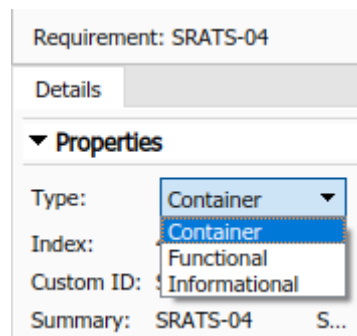 Requirement: SRATS-04
Details
Properties
Type: Container
Container
Functional
Informational
Index:
Custom ID:
Summary: SRATS-04 S...